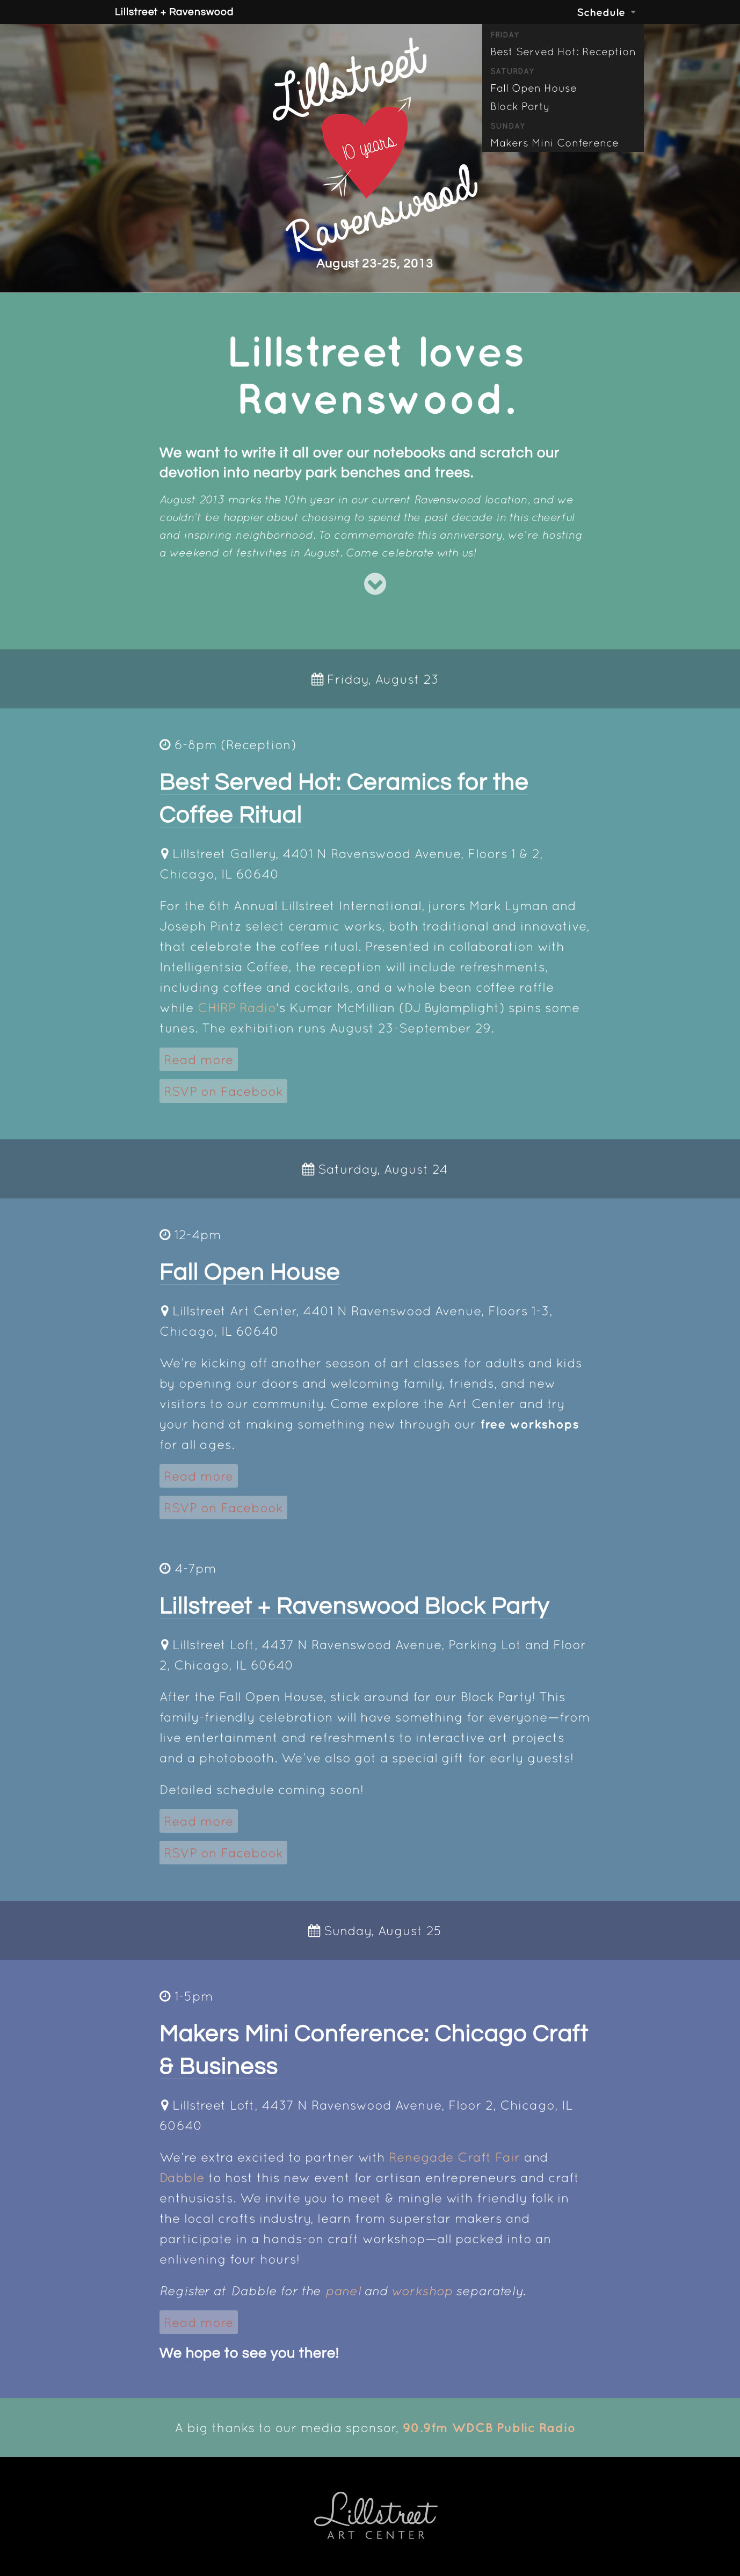 Lillstreet + Ravenswood
Schedule
FRIDAY
Best Served Hot: Reception
SATURDAY
Fall Open House
Block Party
SUNDAY
Makers Mini Conference
Lillstreet
10 years
Ravenswood
August 23-25, 2013
Lillstreet loves
Ravenswood.
We want to write it all over our notebooks and scratch our
devotion into nearby park benches and trees.
August 2013 marks the 10th year in our current Ravenswood location, and we
couldn't be happier about choosing to spend the past decade in this cheerful
and inspiring neighborhood. To commemorate this anniversary, we're hosting
a weekend of festivities in August. Come celebrate with us!
Friday, August 23
6-8pm (Reception)
Best Served Hot: Ceramics for the
Coffee Ritual
Lillstreet Gallery, 4401 N Ravenswood Avenue, Floors 1 & 2,
Chicago, IL 60640
For the 6th Annual Lillstreet International, jurors Mark Lyman and
Joseph Pintz select ceramic works, both traditional and innovative,
that celebrate the coffee ritual. Presented in collaboration with
Intelligentsia Coffee, the reception will include refreshments,
including coffee and cocktails, and a whole bean coffee raffle
while CHIRP Radio's Kumar McMillian (DJ Bylamplight) spins some
tunes. The exhibition runs August 23-September 29.
Read more
RSVP on Facebook
Saturday, August 24
12-4pm
Fall Open House
Lillstreet Art Center, 4401 N Ravenswood Avenue, Floors 1-3,
Chicago, IL 60640
We're kicking off another season of art classes for adults and kids
by opening our doors and welcoming family, friends, and new
visitors to our community. Come explore the Art Center and try
your hand at making something new through our free workshops
for all ages.
Read more
RSVP on Facebook
4-7pm
Lillstreet + Ravenswood Block Party
Lillstreet Loft, 4437 N Ravenswood Avenue, Parking Lot and Floor
2, Chicago, IL 60640
After the Fall Open House, stick around for our Block Party! This
family-friendly celebration will have something for everyone—from
live entertainment and refreshments to interactive art projects
and a photobooth. We've also got a special gift for early guests!
Detailed schedule coming soon!
Read more
RSVP on Facebook
Sunday, August 25
1-5pm
Makers Mini Conference: Chicago Craft
& Business
Lillstreet Loft, 4437 N Ravenswood Avenue, Floor 2, Chicago, IL
60640
We're extra excited to partner with Renegade Craft Fair and
Dabble to host this new event for artisan entrepreneurs and craft
enthusiasts. We invite you to meet & mingle with friendly folk in
the local crafts industry, learn from superstar makers and
participate in a hands-on craft workshop—all packed into an
enlivening four hours!
Register at Dabble for the panel and workshop separately.
Read more
We hope to see you there!
A big thanks to our media sponsor, 90.9fm WDCB Public Radio
Lillstreet
ART CENTER